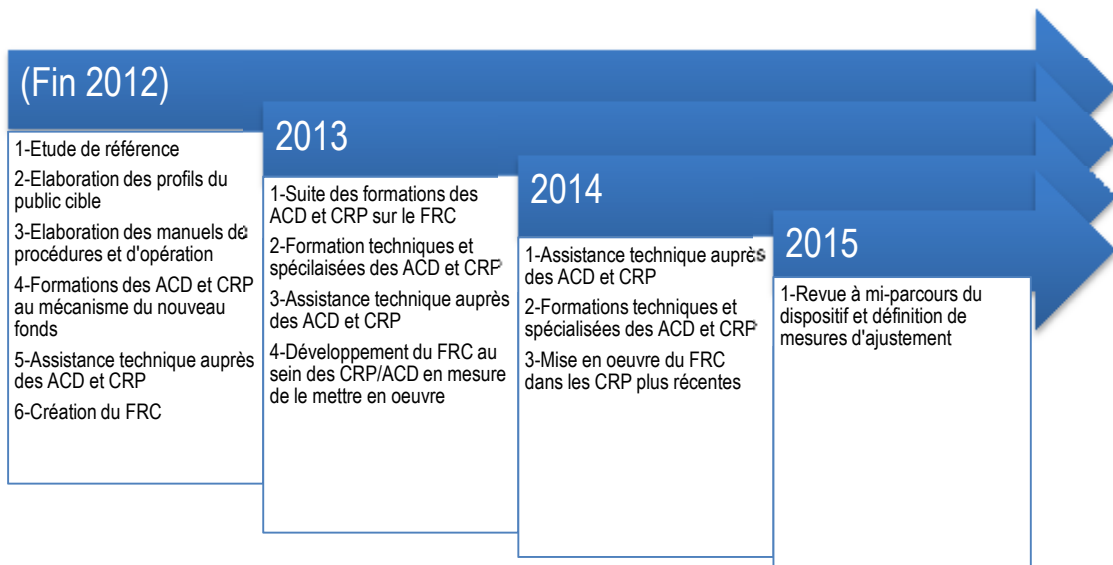 (Fin 2012)
1-Etude de référence
2-Elaboration des profils du
public cible
3-Elaboration des manuels de
procédures et d'opération
4-Formations des ACD et CRP
au mécanisme du nouveau
fonds
5-Assistance technique auprès
des ACD et CRP
6-Création du FRC
2013
1-Suite des formations des
ACD et CRP sur le FRC
2-Formation techniques et
spécilaisées des ACD et CRP
3-Assistance technique auprès
des ACD et CRP
4-Développement du FRC au
sein des CRP/ACD en mesure
de le mettre en oeuvre
2014
1-Assistance technique auprès
des ACD et CRP
2-Formations techniques et
spécialisées des ACD et CRP
3-Mise en oeuvre du FRC
dans les CRP plus récentes
2015
1-Revue à mi-parcours du
dispositif et définition de
mesures d'ajustement